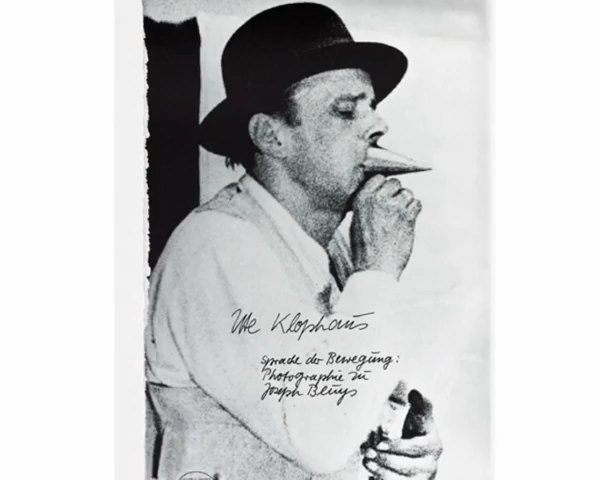 Ute Klophaus
Sprache der Bewegung:
Photographie zu
Joseph Beuys